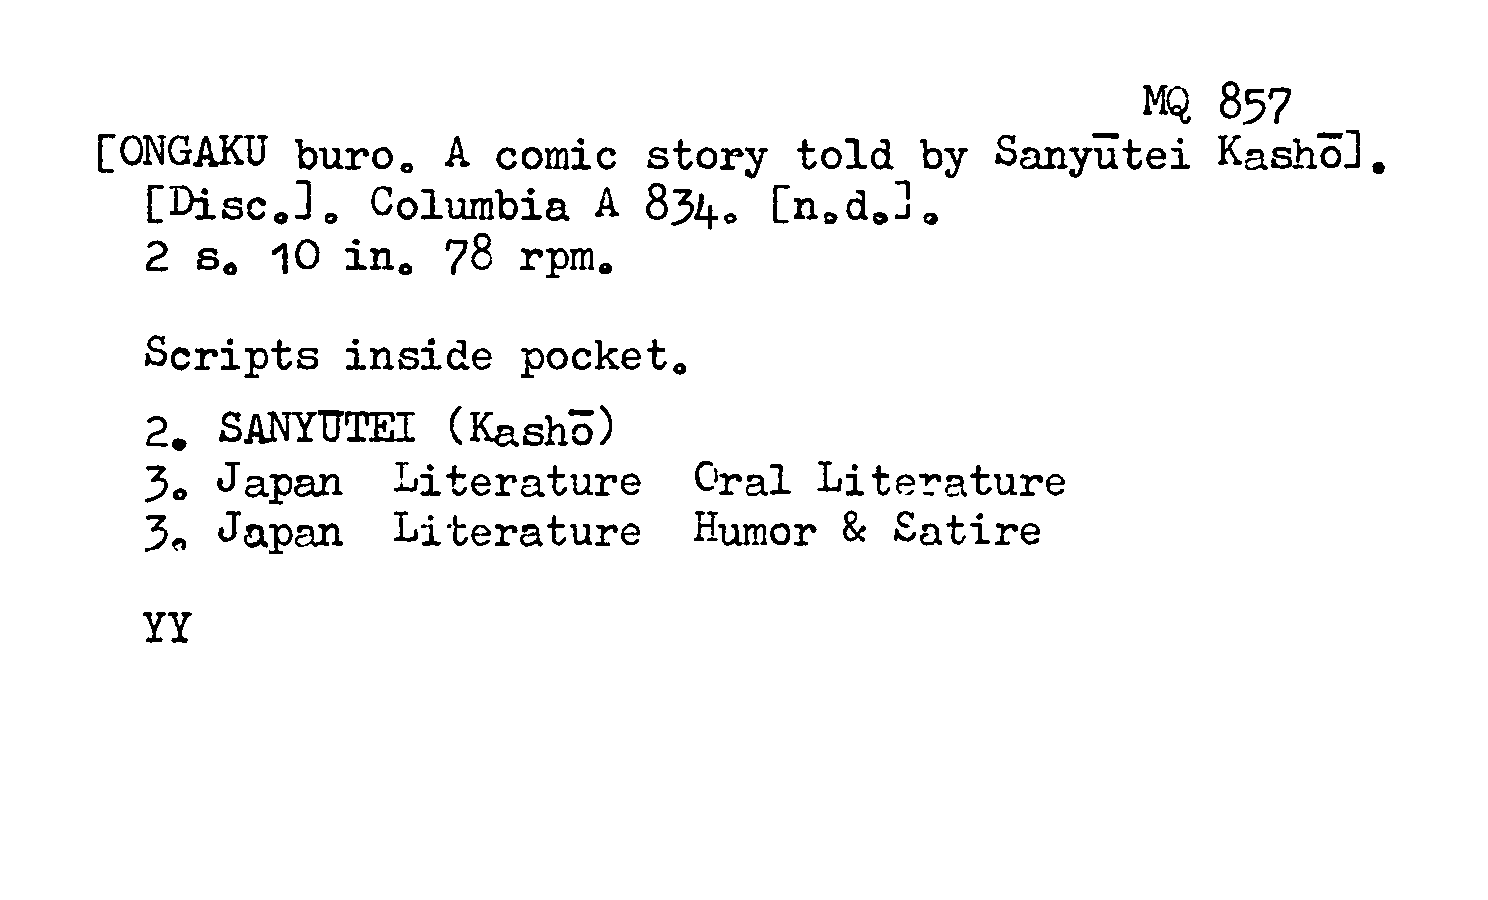 MQ 857
[ONGAKU buro. A comic story told by Sanyūtei Kashō].
[Disc.]. Columbia A 834. [n.d.].
2 s. 10 in. 78 rpm.
Scripts inside pocket.
2. SANYŪTEI (Kashō)
3. Japan Literature Oral Literature
3. Japan Literature Humor & Satire
YY